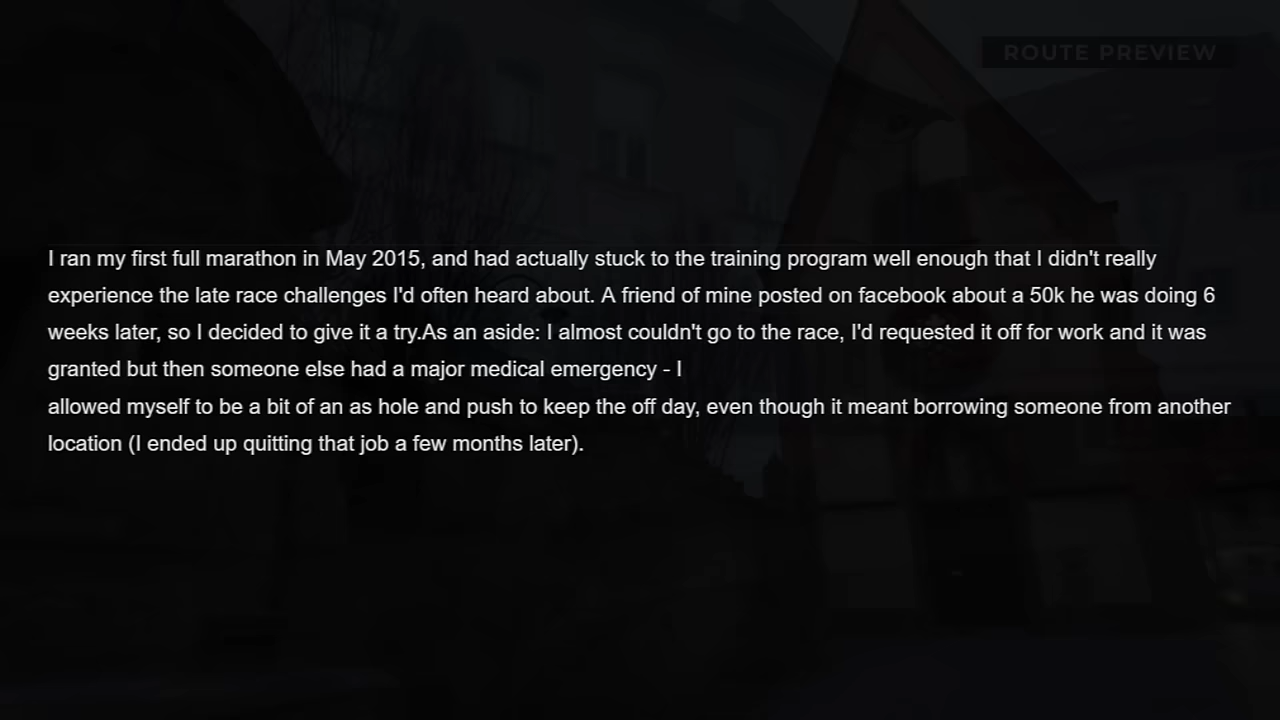 ROUTE PREVIEW
I ran my first full marathon in May 2015, and had actually stuck to the training program well enough that I didn't really
experience the late race challenges I'd often heard about. A friend of mine posted on facebook about a 50k he was doing 6
weeks later, so I decided to give it a try.As an aside: I almost couldn't go to the race, I'd requested it off for work and it was
granted but then someone else had a major medical emergency - I
allowed myself to be a bit of an as hole and push to keep the off day, even though it meant borrowing someone from another
location (I ended up quitting that job a few months later).